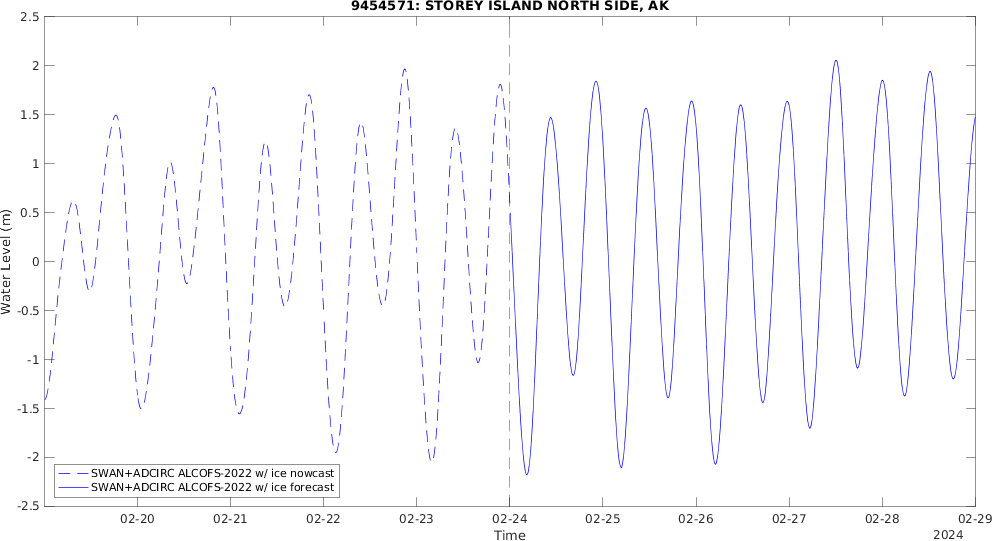 9454571: STOREY ISLAND NORTH SIDE, AK
2.5
2
1.5
1
0.5
0
-0.5
-1
-1.5
-2
-2.5
Water Level (m)
SWAN+ADCIRC ALCOFS-2022 w/ ice nowcast
SWAN+ADCIRC ALCOFS-2022 w/ ice forecast
02-20 02-21 02-22 02-23 02-24 02-25 02-26 02-27 02-28 02-29
Time
2024